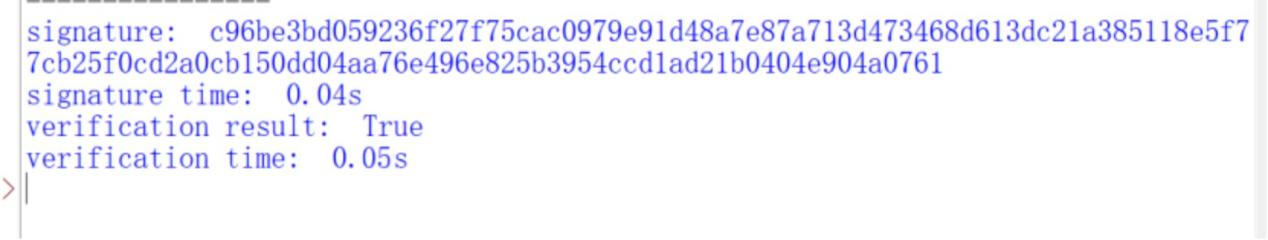 signature:  c96be3bd059236f27f75cac0979e91d48a7e87a713d473468d613dc21a385118e5f7
7cb25f0cd2a0cb150dd04aa76e496e825b3954ccd1ad21b0404e904a0761
signature time:  0.04s
verification result:  True
verification time:  0.05s
>